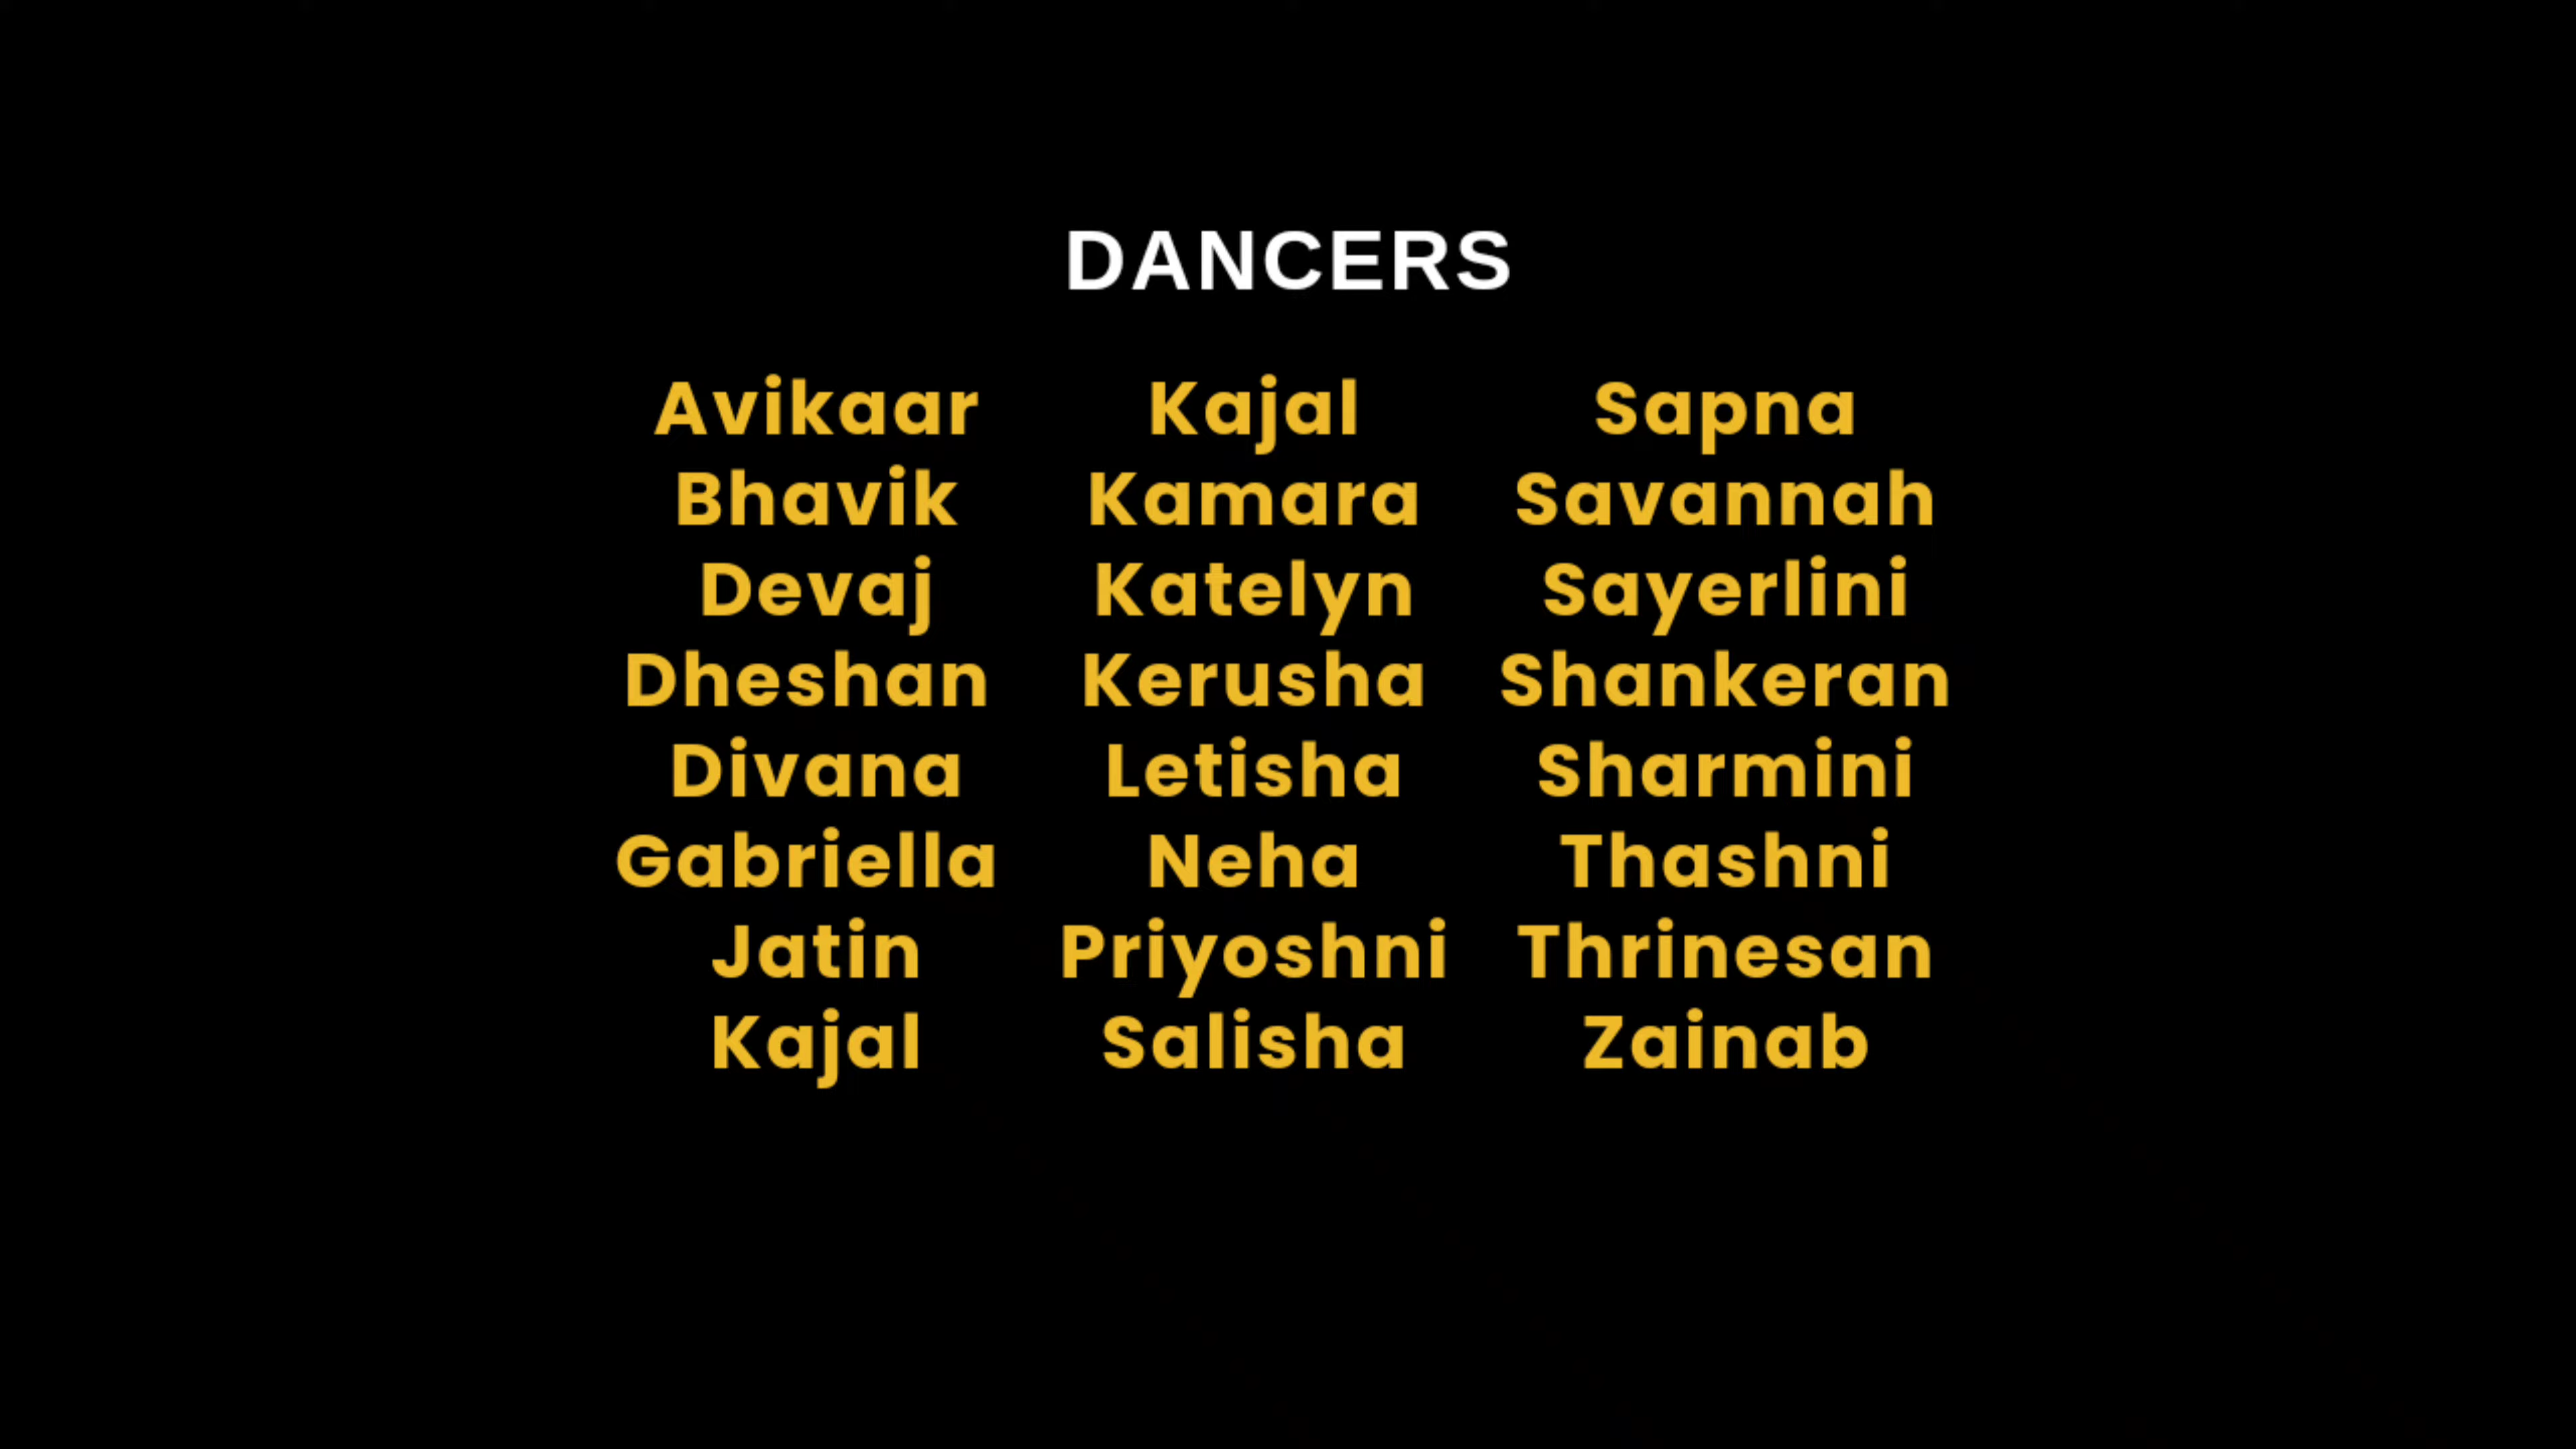 DANCERS
Avikaar
Bhavik
Devaj
Dheshan
Divana
Gabriella
Jatin
Kajal
Kajal
Kamara
Katelyn
Kerusha
Letisha
Neha
Priyoshni
Salisha
Sapna
Savannah
Sayerlini
Shankeran
Sharmini
Thashni
Thrinesan
Zainab